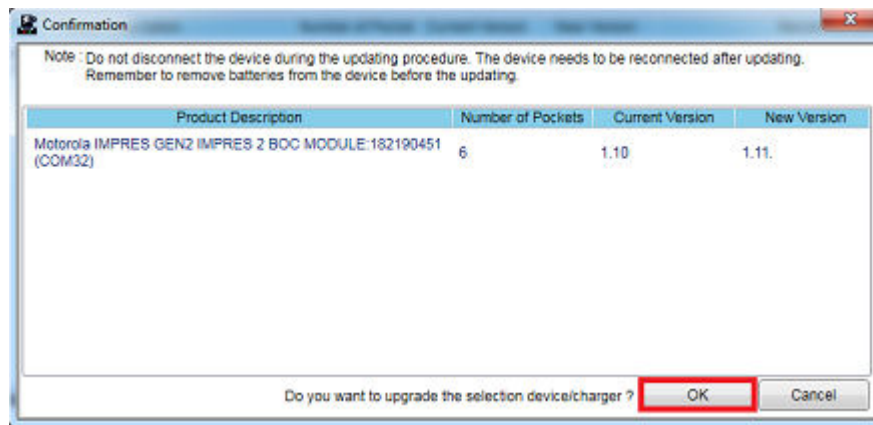 Confirmation
Note : Do not disconnect the device during the updating procedure. The device needs to be reconnected after updating.
Remember to remove batteries from the device before the updating.
Product Description Number of Pockets Current Version New Version
Motorola IMPRES GEN2 IMPRES 2 BOC MODULE:182190451 6 1.10 1.11.
(COM32)
Do you want to upgrade the selection device/charger ? OK Cancel